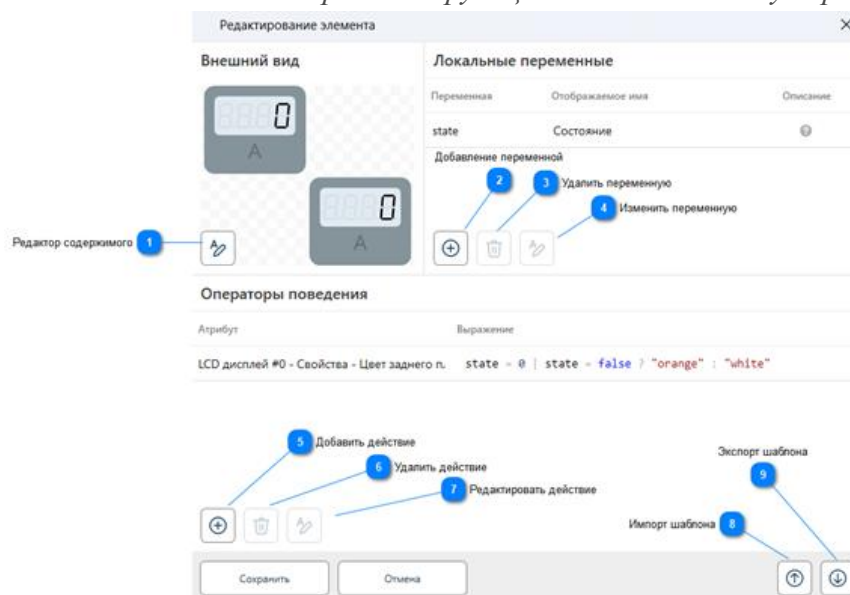 Редактирование элемента
Внешний вид
Локальные переменные
Переменная Отображаемое имя Описание
state Состояние
0
A
0
A
Добавление переменной
2
3 Удалить переменную
4 Изменить переменную
Редактор содержимого 1
Операторы поведения
Атрибут Выражение
LCD дисплей #0 - Свойства - Цвет заднего п. state = 0 | state = false ? "orange" : "white"
5 Добавить действие
6 Удалить действие
7 Редактировать действие
Экспорт шаблона
9
Импорт шаблона 8
Сохранить Отмена